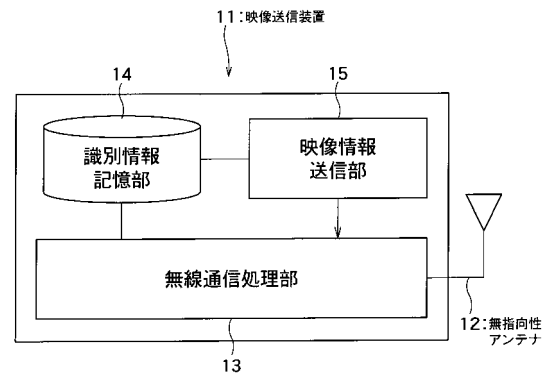 11：映像送信装置
14
15
識別情報
記憶部
映像情報
送信部
無線通信処理部
12：無指向性
アンテナ
13